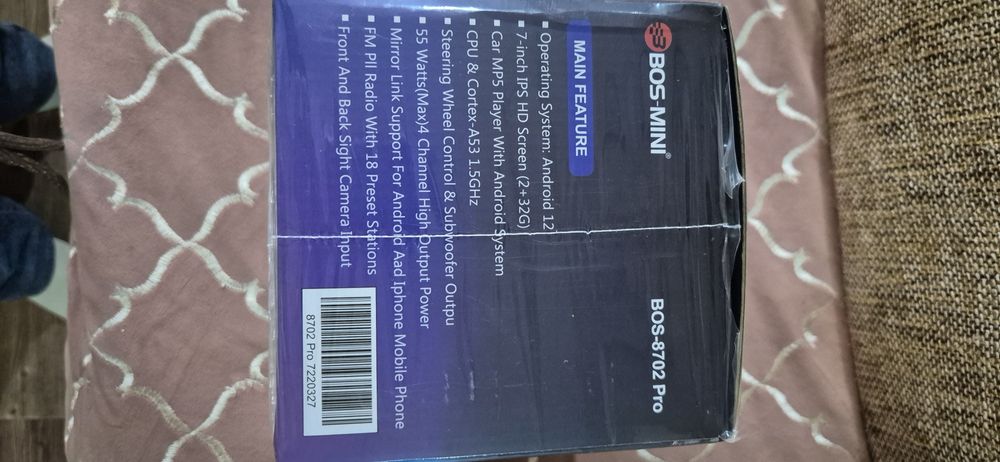 BOS-MINI®
BOS-8702 Pro
MAIN FEATURE
▪ Operating System: Android 12
▪ 7-inch IPS HD Screen (2+32G)
▪ Car MP5 Player With Android System
▪ CPU & Cortex-A53 1.5GHz
▪ Steering Wheel Control & Subwoofer Outpu
▪ 55 Watts(Max)4 Channel High Output Power
▪ Mirror Link Support For Android Aad Iphone Mobile Phone
▪ FM Pll Radio With 18 Preset Stations
▪ Front And Back Sight Camera Input
8702 Pro 7220327